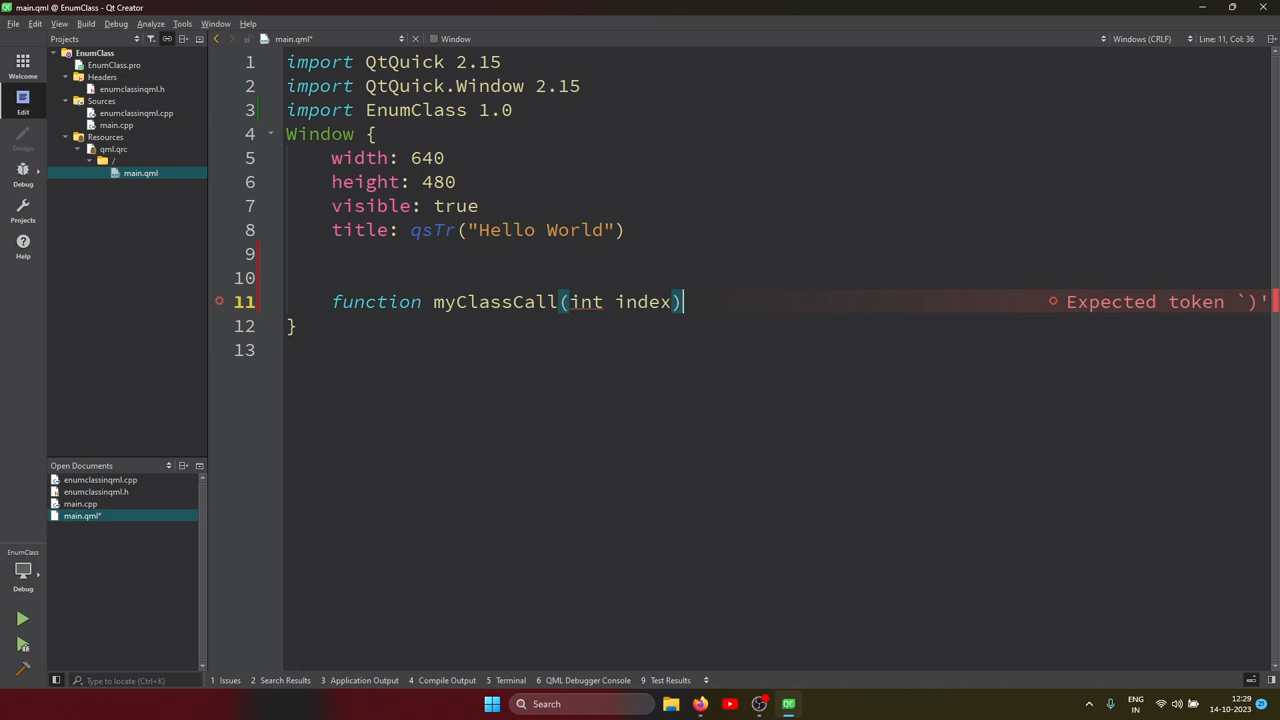 QC main.qml @ EnumClass - Qt Creator
File Edit View Build Debug Analyze Tools Window Help
Projects
main.qml*
Window
Windows (CRLF)
Line: 11, Col: 36
Welcome
Edit
Design
Debug
Projects
Help
EnumClass
EnumClass.pro
Headers
enumclassinqml.h
Sources
enumclassinqml.cpp
main.cpp
Resources
qml.qrc
/
main.qml
Open Documents
enumclassinqml.cpp
enumclassinqml.h
main.cpp
main.qml*
EnumClass
Debug
1 import QtQuick 2.15
2 import QtQuick.Window 2.15
3 import EnumClass 1.0
4 Window {
5 width: 640
6 height: 480
7 visible: true
8 title: qsTr("Hello World")
9
10
11 function myClassCall(int index) Expected token `)'
12 }
13
Type to locate (Ctrl+K)
1 Issues 2 Search Results 3 Application Output 4 Compile Output 5 Terminal 6 QML Debugger Console 9 Test Results
Search
QC
ENG
IN
12:29
14-10-2023
21